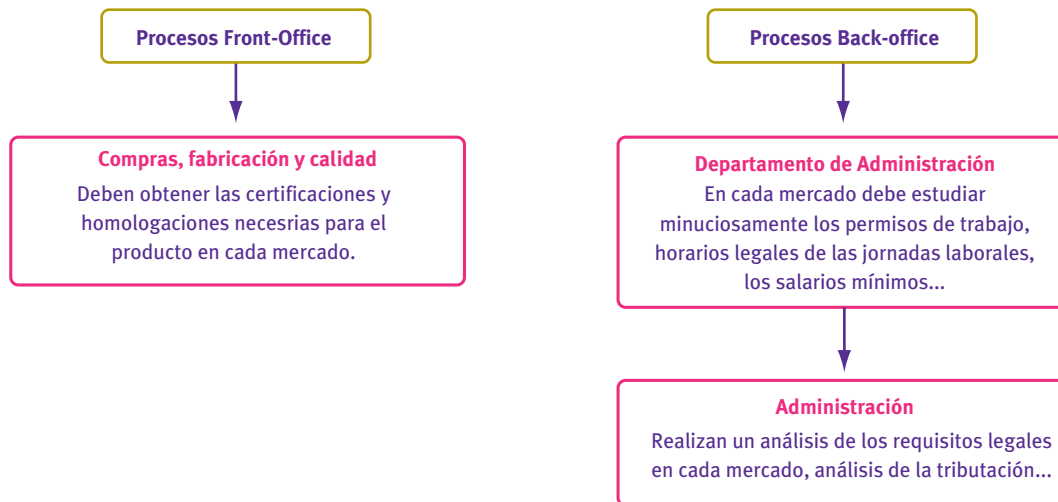 Procesos Front-Office
Compras, fabricación y calidad
Deben obtener las certificaciones y
homologaciones necesrias para el
producto en cada mercado.
Procesos Back-office
Departamento de Administración
En cada mercado debe estudiar
minuciosamente los permisos de trabajo,
horarios legales de las jornadas laborales,
los salarios mínimos...
Administración
Realizan un análisis de los requisitos legales
en cada mercado, análisis de la tributación...